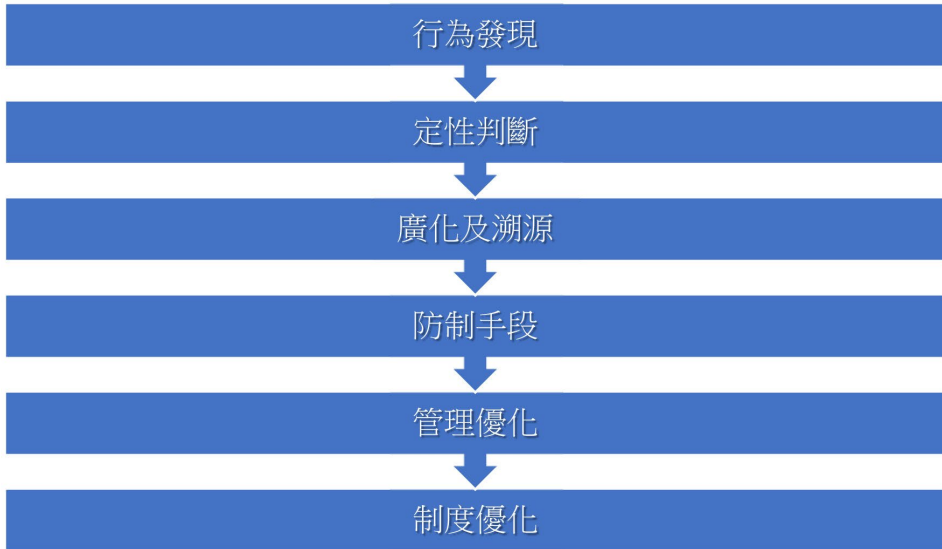 行為發現
定性判斷
廣化及溯源
防制手段
管理優化
制度優化